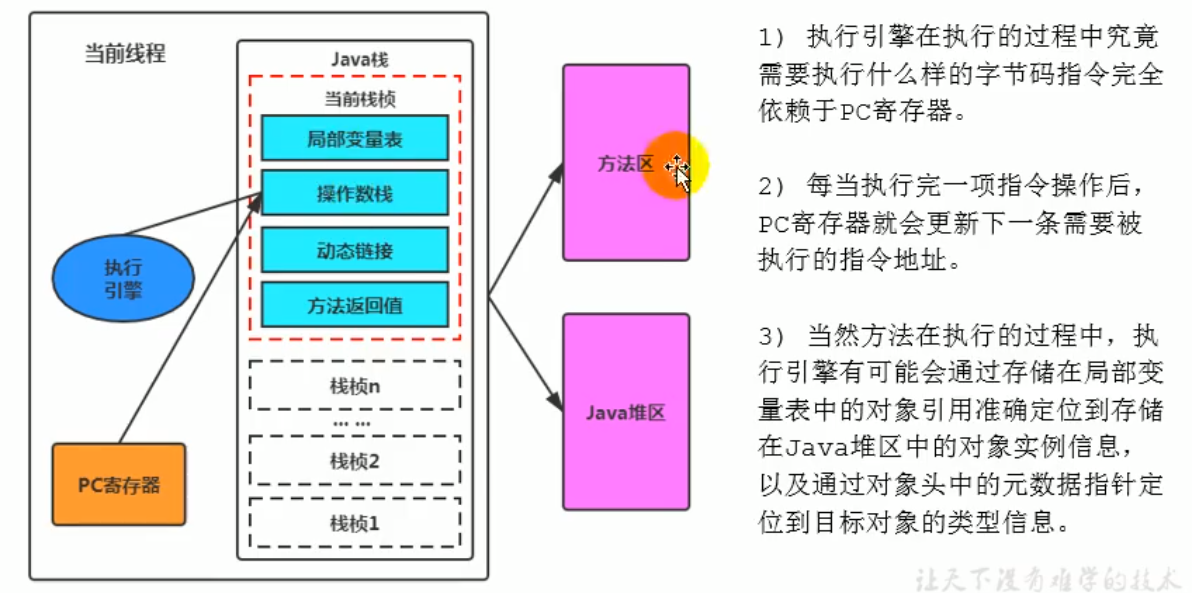 当前线程
Java栈
当前栈桢
局部变量表
操作数栈
动态链接
方法返回值
栈桢n
... ...
栈桢2
栈桢1
执行
引擎
PC寄存器
方法区
Java堆区
1) 执行引擎在执行的过程中究竟
需要执行什么样的字节码指令完全
依赖于PC寄存器。
2) 每当执行完一项指令操作后，
PC寄存器就会更新下一条需要被
执行的指令地址。
3) 当然方法在执行的过程中，执
行引擎有可能会通过存储在局部变
量表中的对象引用准确定位到存储
在Java堆区中的对象实例信息，
以及通过对象头中的元数据指针定
位到目标对象的类型信息。
让天下没有难学的技术